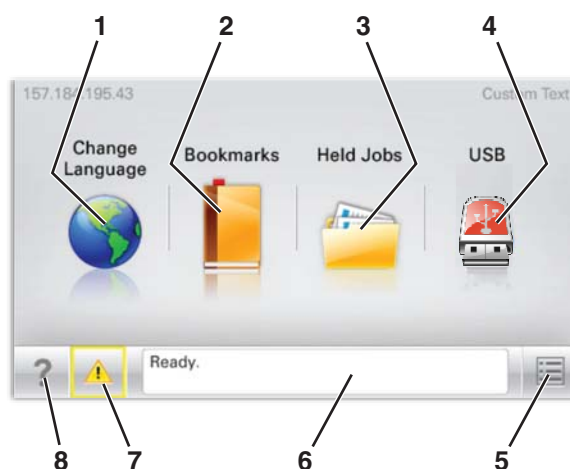 1 2 3 4
157.184.195.43 Custom Text
Change
Language
Bookmarks
Held Jobs
USB
? Ready.
8 7 6 5